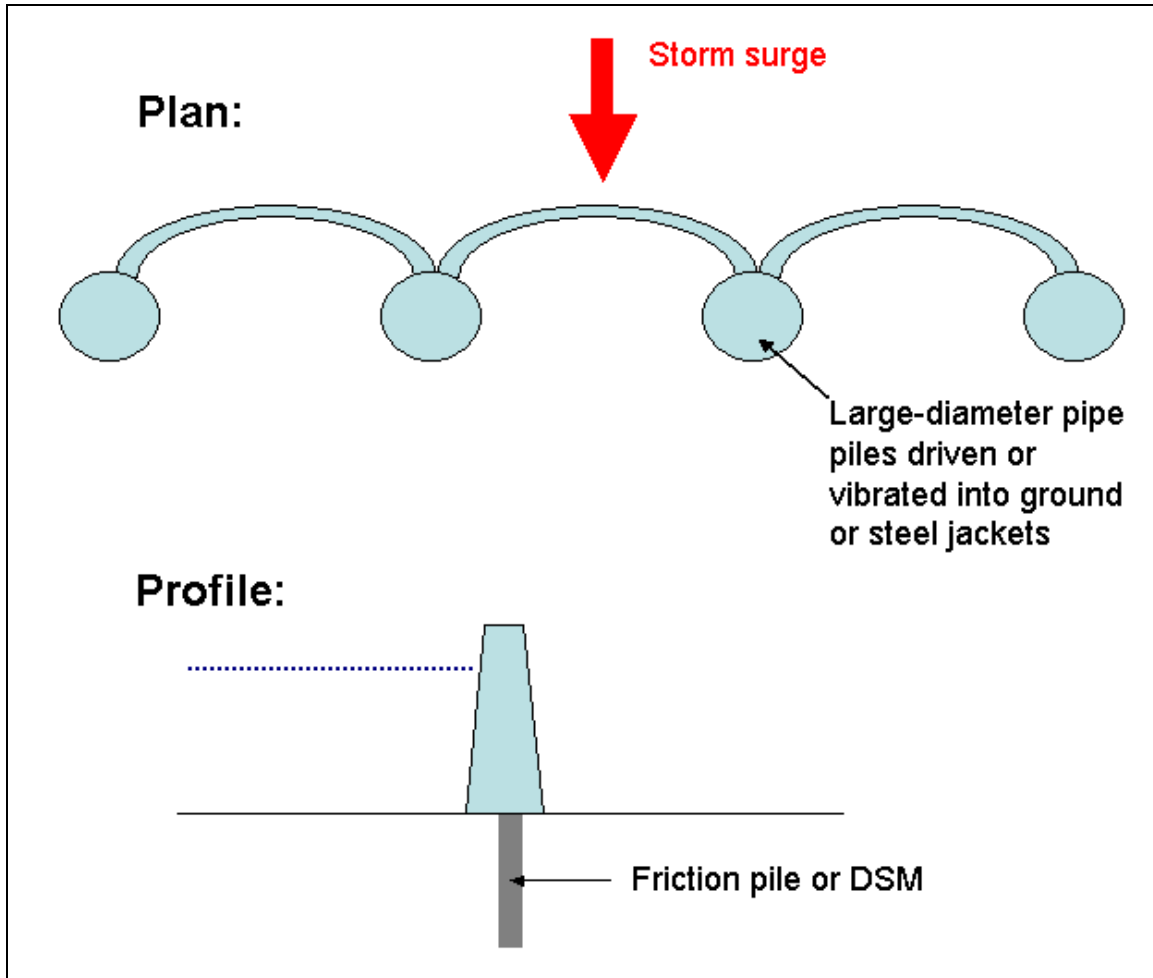 Storm surge
Plan:
Large-diameter pipe
piles driven or
vibrated into ground
or steel jackets
Profile:
Friction pile or DSM